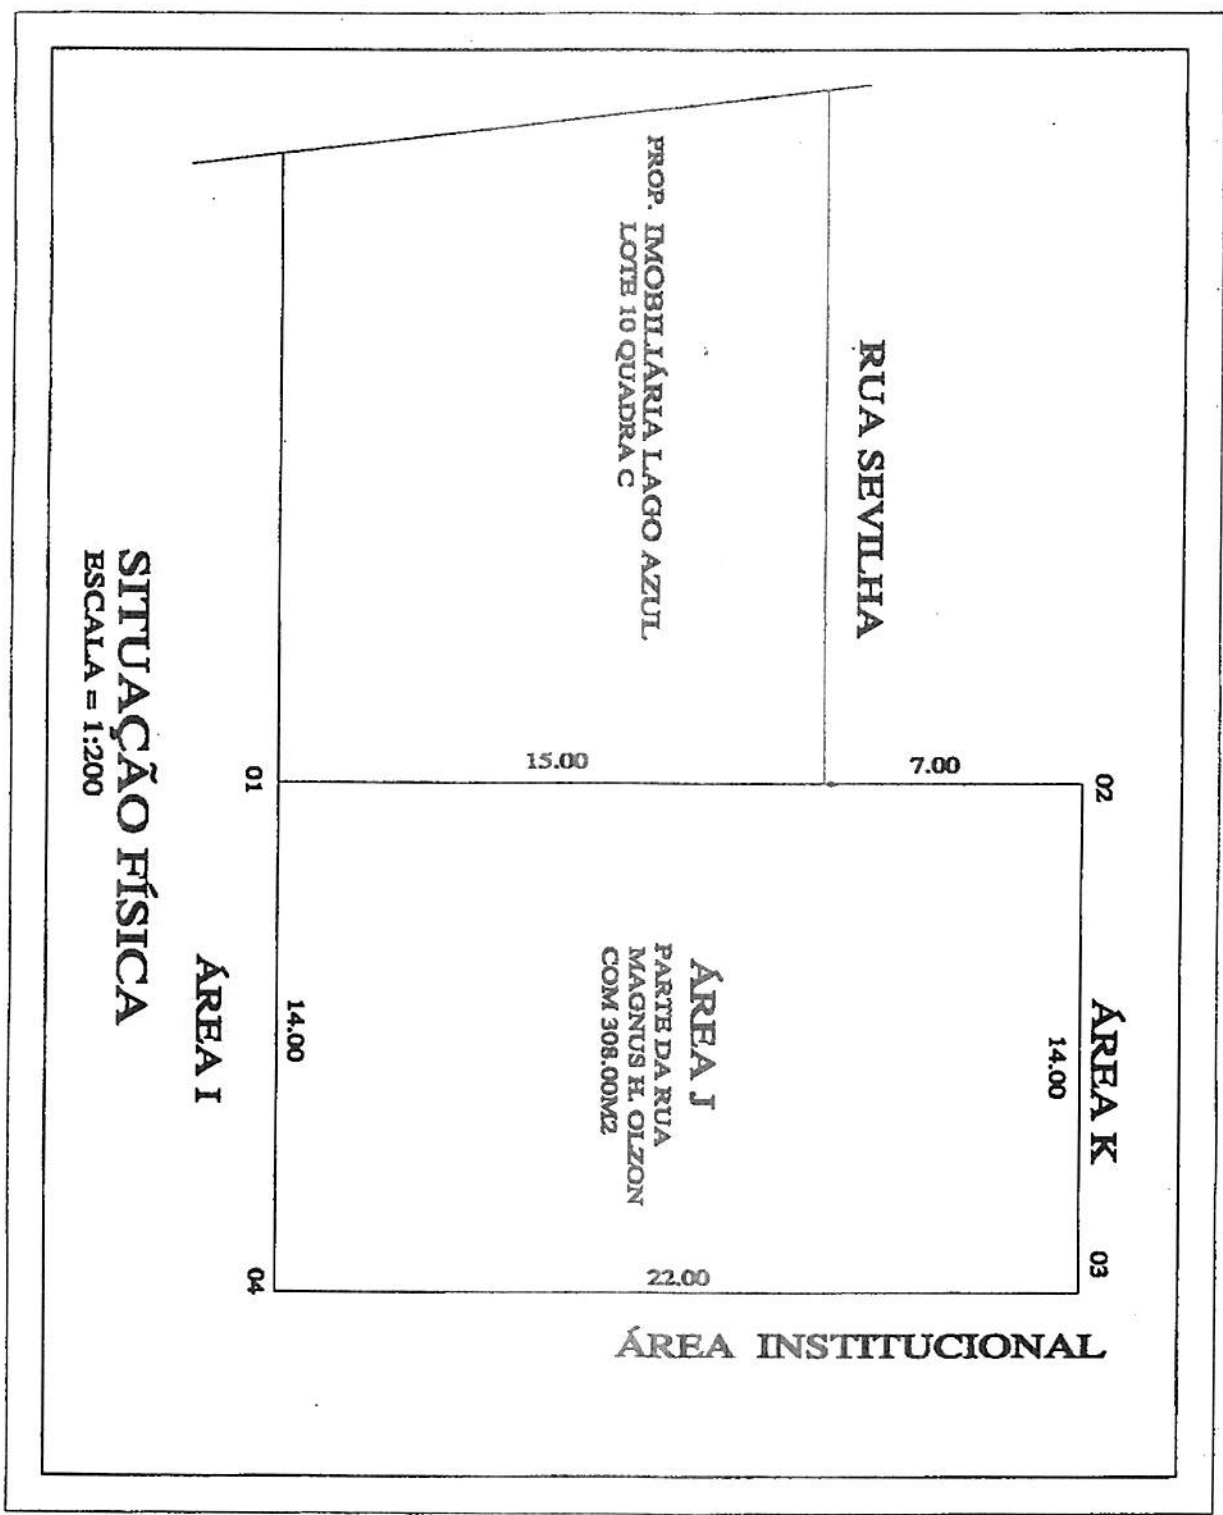 RUA SEVILHA
PROP. IMOBILIÁRIA LAGO AZUL
LOTE 10 QUADRA C
15.00
7.00
01
02
03
04
ÁREA K
14.00
ÁREA J
PARTE DA RUA
MAGNUS H. OLZON
COM 308.00M2
22.00
ÁREA INSTITUCIONAL
14.00
ÁREA I
SITUAÇÃO FÍSICA
ESCALA = 1:200